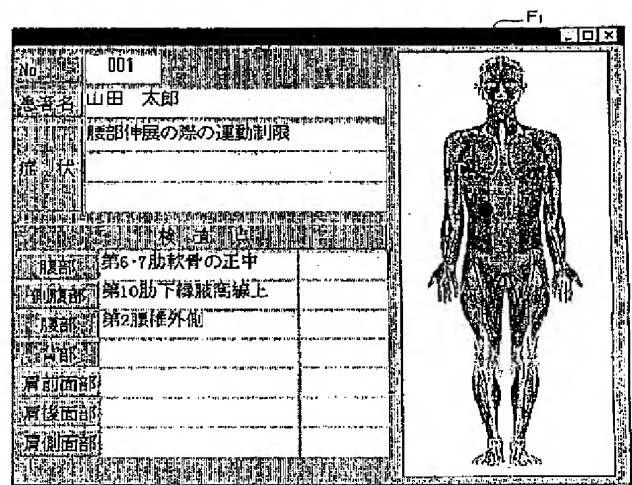 F1
No 001
患者名 山田 太郎
症状 腰部伸展の際の運動制限
検査点
腹部 第6・7肋軟骨の正中
側腹部 第10肋下縁腋窩線上
腰部 第2腰椎外側
背部
肩前面部
肩後面部
肩側面部